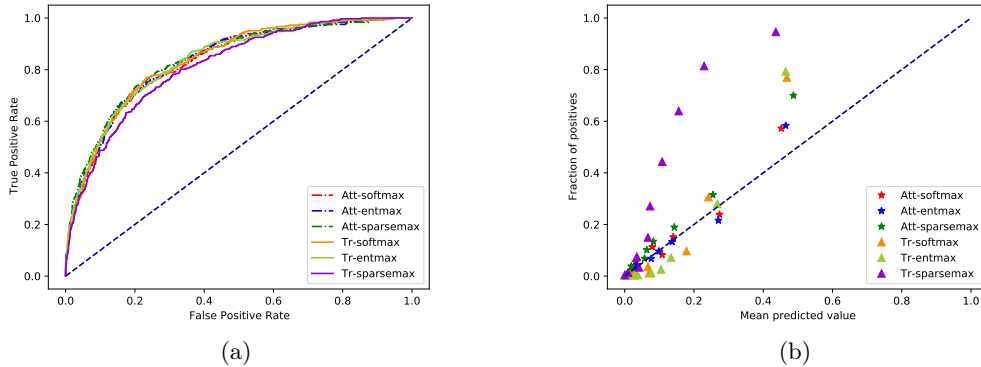 1.0
0.8
0.6
0.4
0.2
0.0
True Positive Rate
Att-softmax
Att-entmax
Att-sparsemax
Tr-softmax
Tr-entmax
Tr-sparsemax
0.0 0.2 0.4 0.6 0.8 1.0
False Positive Rate
(a)
1.0
0.8
0.6
0.4
0.2
0.0
Fraction of positives
Att-softmax
Att-entmax
Att-sparsemax
Tr-softmax
Tr-entmax
Tr-sparsemax
0.0 0.2 0.4 0.6 0.8 1.0
Mean predicted value
(b)